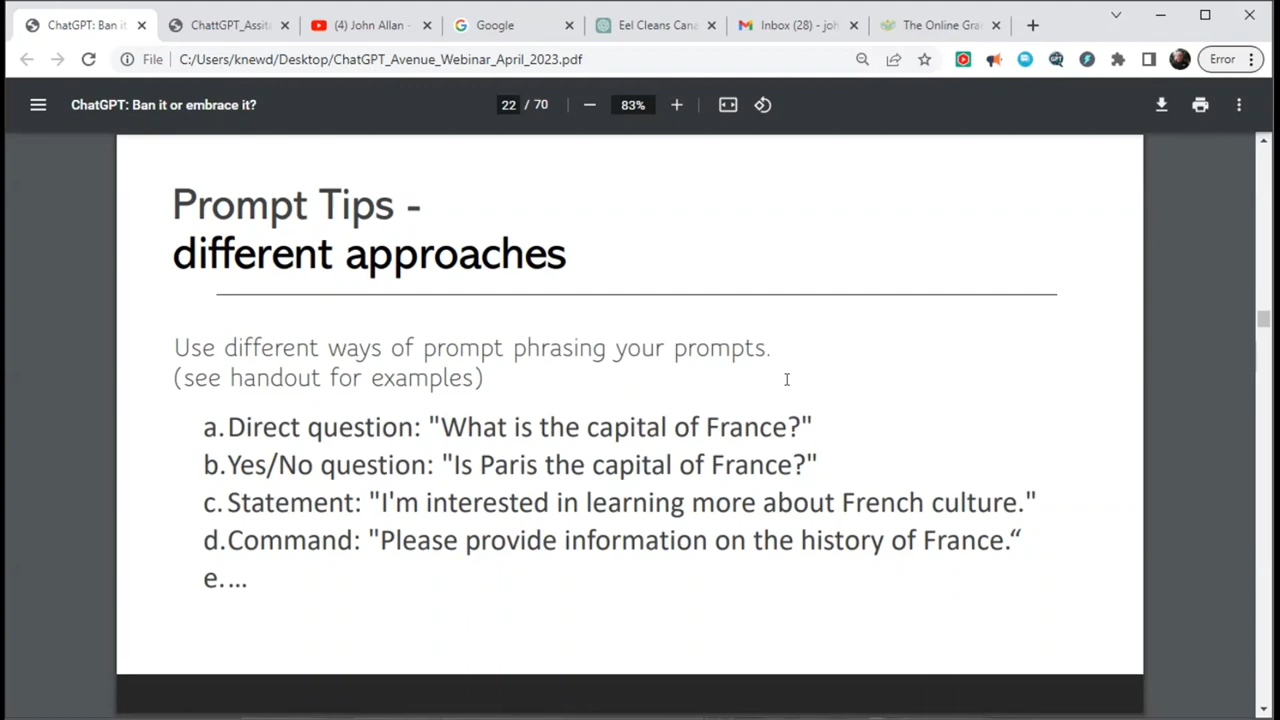 ChatGPT: Ban it
ChattGPT_Assita
(4) John Allan -
Google
Eel Cleans Cana
Inbox (28) - joh
The Online Gra
File
C:/Users/knewd/Desktop/ChatGPT_Avenue_Webinar_April_2023.pdf
GPT
Error
ChatGPT: Ban it or embrace it?
22 / 70
83%
Prompt Tips -
different approaches
Use different ways of prompt phrasing your prompts.
(see handout for examples)
a. Direct question: "What is the capital of France?"
b. Yes/No question: "Is Paris the capital of France?"
c. Statement: "I'm interested in learning more about French culture."
d. Command: "Please provide information on the history of France.“
e. ...